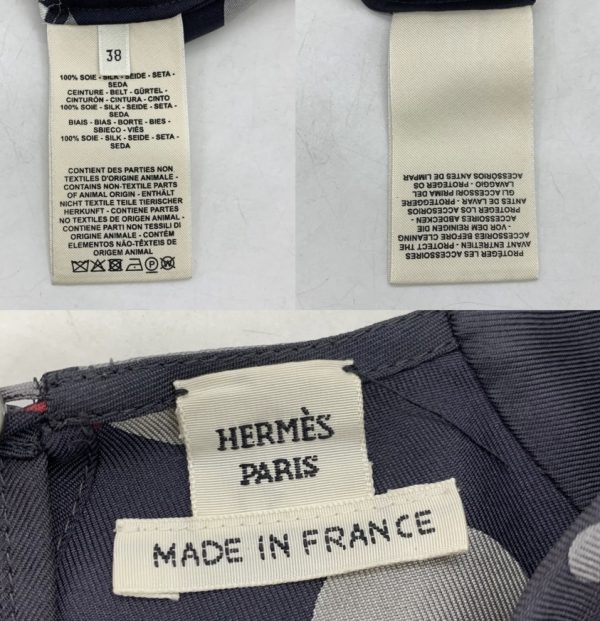 38
100% SOIE - SILK - SEIDE - SETA -
SEDA
CEINTURE - BELT - GÜRTEL -
CINTURÓN - CINTURA - CINTO
100% SOIE - SILK - SEIDE - SETA -
SEDA
BIAIS - BIAS - BORTE - BIES -
SBIECO - VIÉS
100% SOIE - SILK - SEIDE - SETA -
SEDA
CONTIENT DES PARTIES NON
TEXTILES D'ORIGINE ANIMALE -
CONTAINS NON-TEXTILE PARTS
OF ANIMAL ORIGIN - ENTHÄLT
NICHT TEXTILE TEILE TIERISCHER
HERKUNFT - CONTIENE PARTES
NO TEXTILES DE ORIGEN ANIMAL -
CONTIENE PARTI NON TESSILI DI
ORIGINE ANIMALE - CONTÉM
ELEMENTOS NÃO-TÊXTEIS DE
ORIGEM ANIMAL
PROTÉGER LES ACCESSOIRES
AVANT ENTRETIEN - PROTECT THE
ACCESSORIES BEFORE CLEANING
- VOR DEM REINIGEN DIE
ACCESSOIRES ABDECKEN -
PROTEGER LOS ACCESORIOS
ANTES DE LAVAR - PROTEGGERE
GLI ACCESSORI PRIMA DEL
LAVAGGIO - PROTEGER OS
ACESSÓRIOS ANTES DE LIMPAR
HERMÈS
PARIS
MADE IN FRANCE